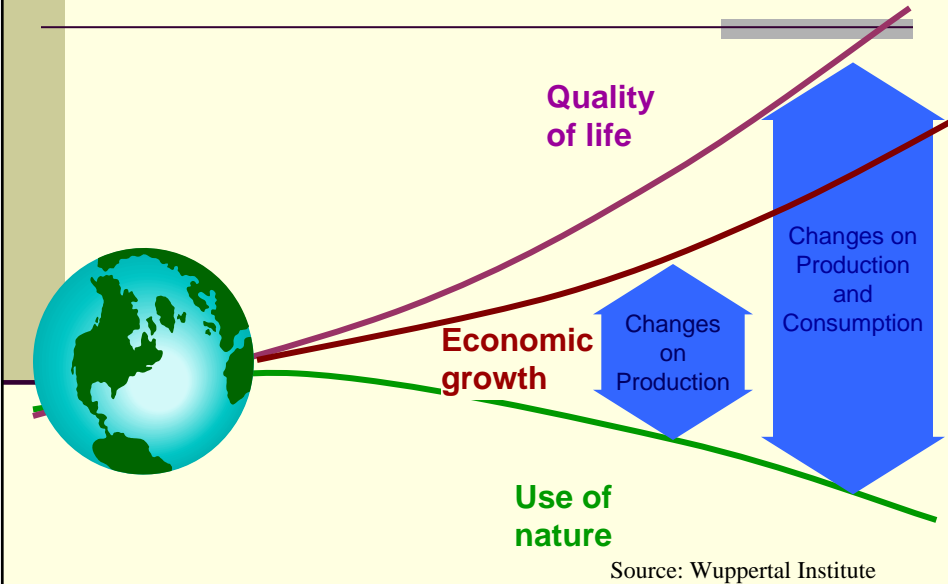 Quality
of life
Changes on
Production
and
Consumption
Economic
growth
Changes
on
Production
Use of
nature
Source: Wuppertal Institute